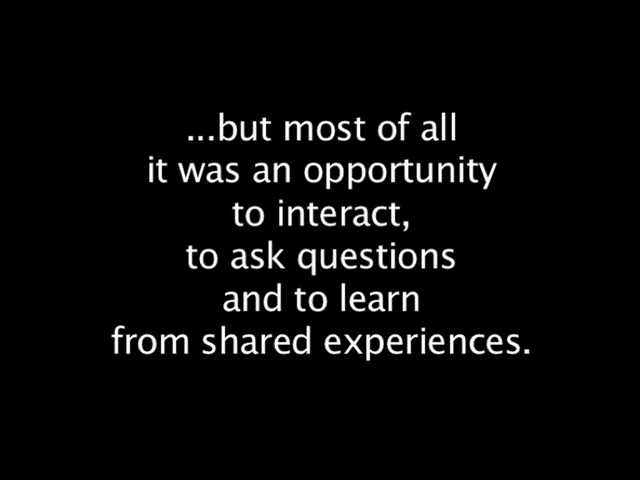 ...but most of all
it was an opportunity
to interact,
to ask questions
and to learn
from shared experiences.